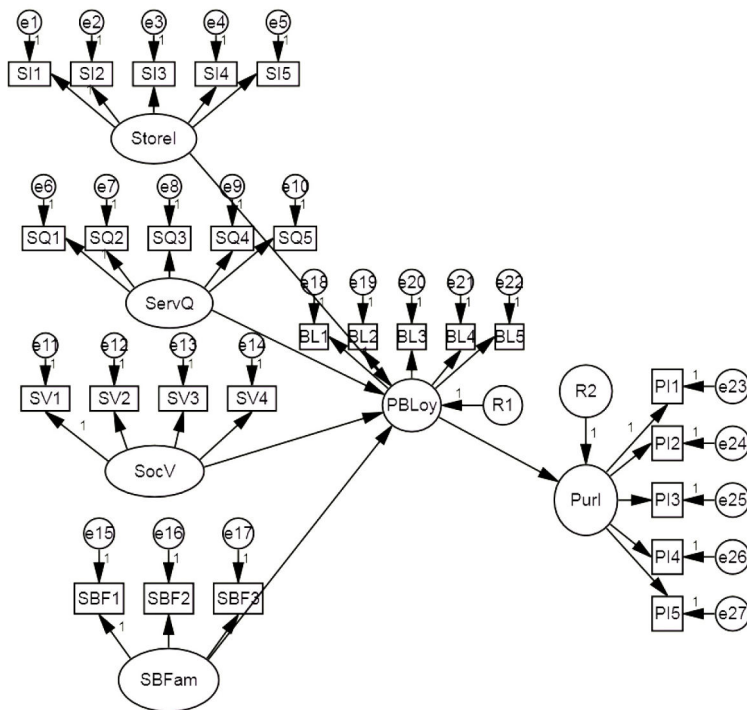 e1 e2 e3 e4 e5
1 1 1 1 1
SI1 SI2 SI3 SI4 SI5
1
StoreI
e6 e7 e8 e9 e10
1 1 1 1 1
SQ1 SQ2 SQ3 SQ4 SQ5
1
ServQ
e18 e19 e20 e21 e22
1 1 1 1 1
BL1 BL2 BL3 BL4 BL5
e11 e12 e13 e14
1 1 1 1
SV1 SV2 SV3 SV4
1
SocV
PBLoy 1 R1
R2
1
PurI
1
PI1 1 e23
PI2 1 e24
PI3 1 e25
PI4 1 e26
PI5 1 e27
e15 e16 e17
1 1 1
SBF1 SBF2 SBF3
1
SBFam